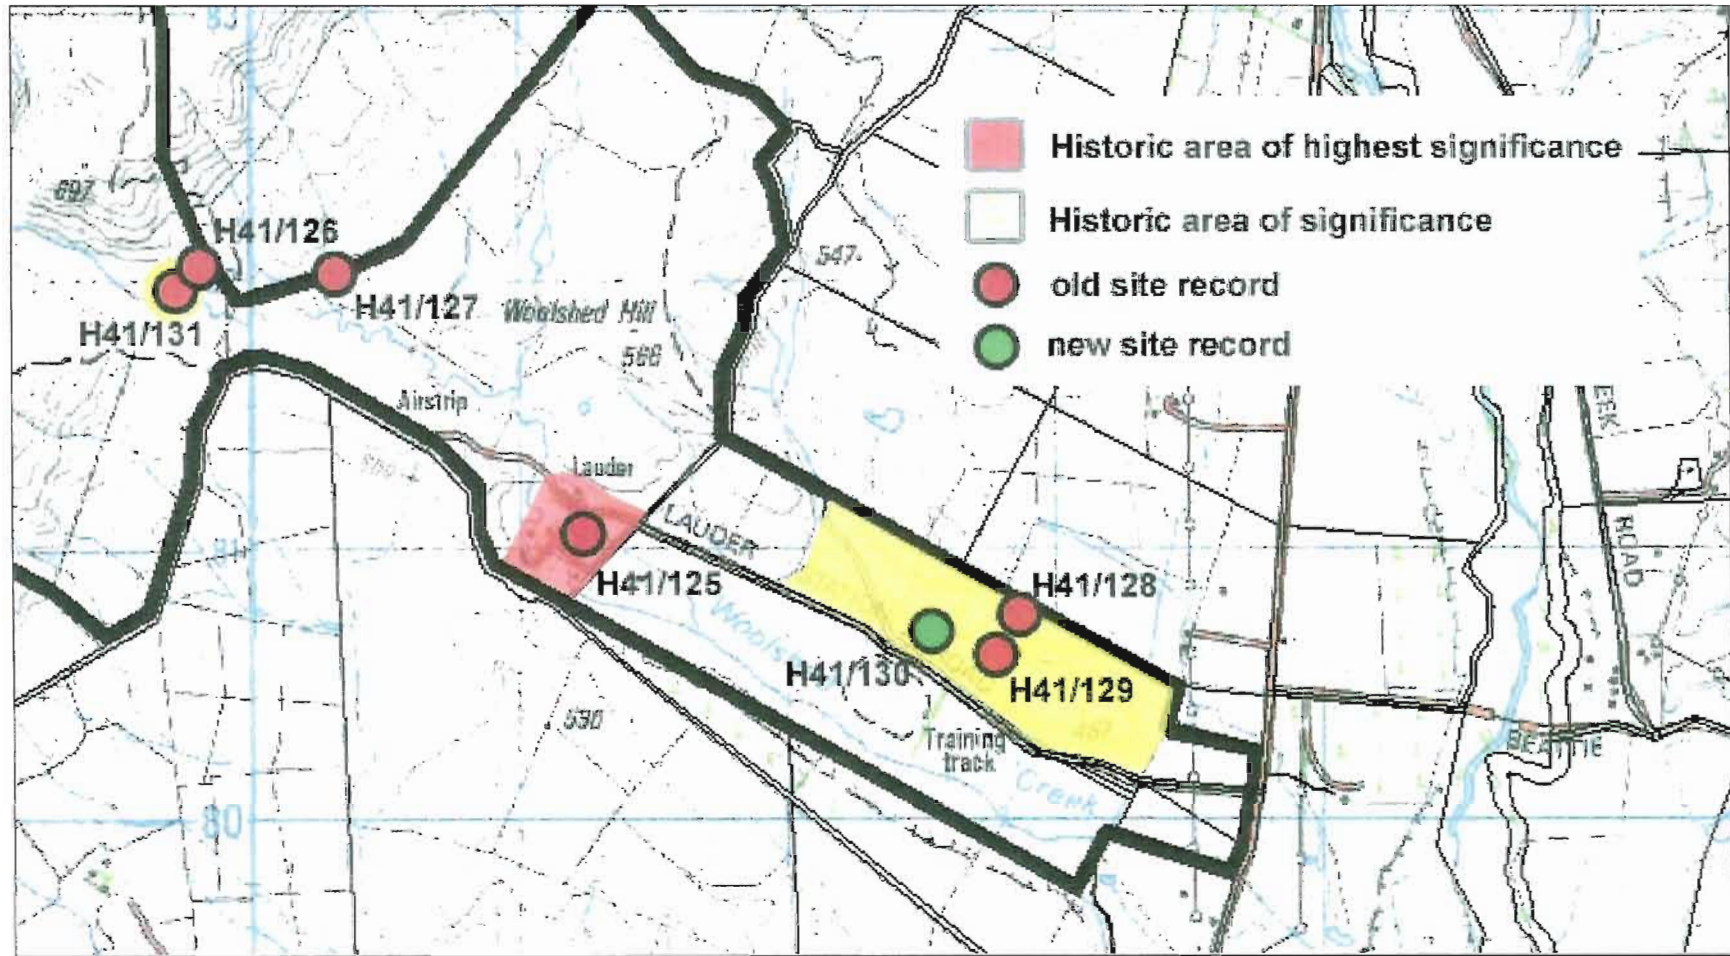 Historic area of highest significance
Historic area of significance
old site record
new site record
697
H41/126
H41/127
H41/131
Woolshed Hill
566
547
Airstrip
Lauder
LAUDER
H41/125
H41/128
H41/130
H41/129
530
Training
track
Creek
80
ROAD
BEATTIE